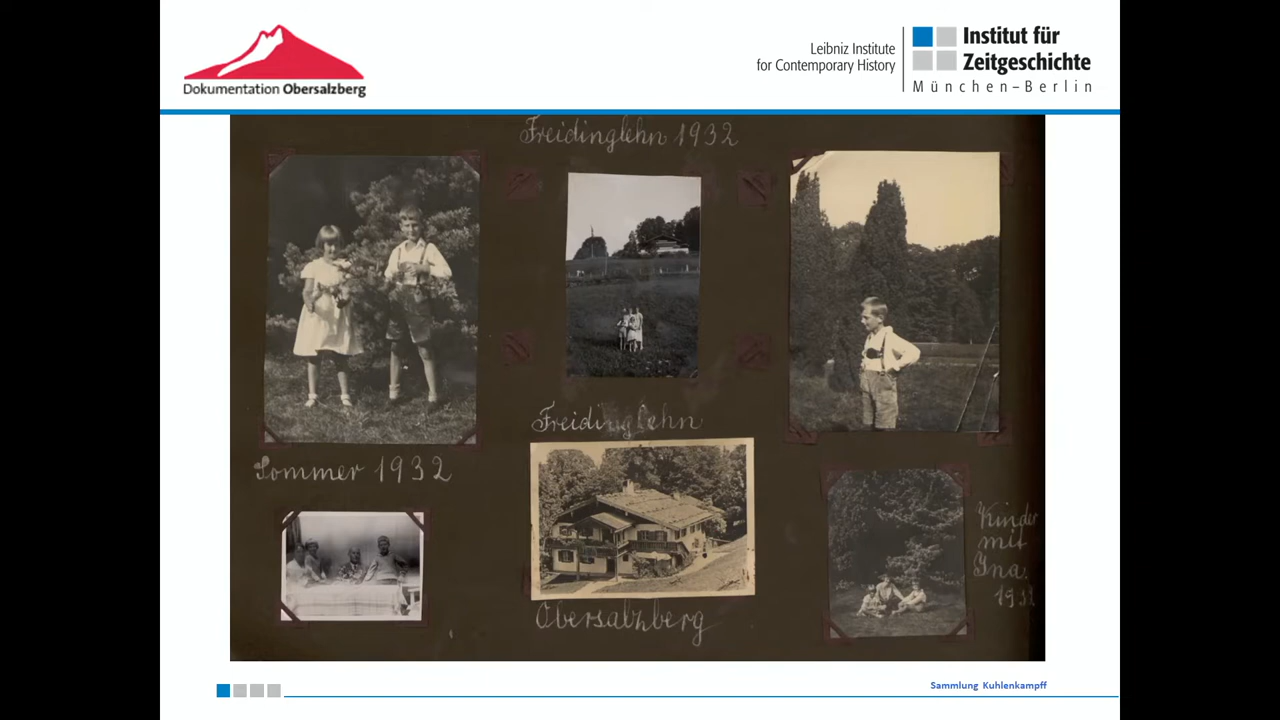 Dokumentation Obersalzberg
Leibniz Institute
for Contemporary History
Institut für
Zeitgeschichte
München–Berlin
Freidinglehn 1932
Sommer 1932
Freidinglehn
Obersalzberg
Kinder
mit
Ina.
1932
Sammlung Kuhlenkampff